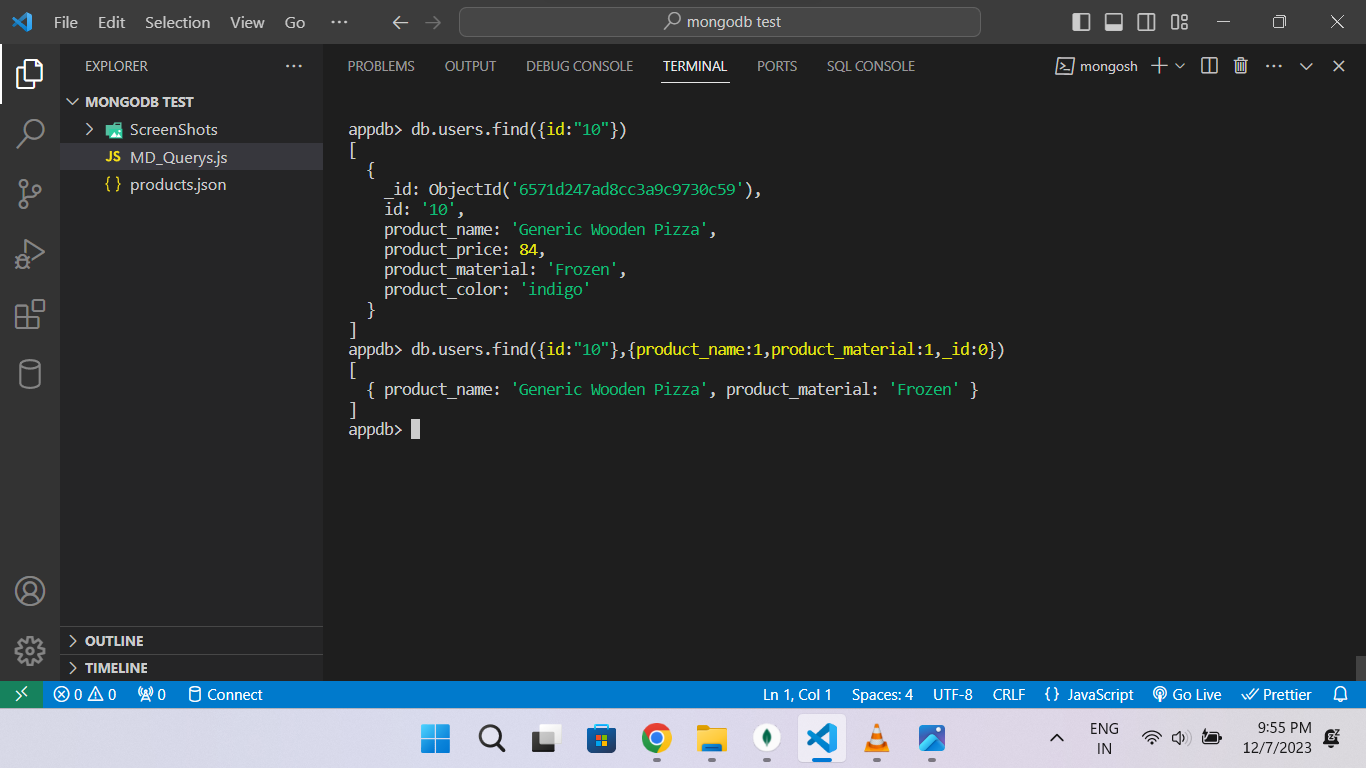 File Edit Selection View Go ··· mongodb test
EXPLORER ···
MONGODB TEST
ScreenShots
JS MD_Querys.js
{ } products.json
OUTLINE
TIMELINE
PROBLEMS OUTPUT DEBUG CONSOLE TERMINAL PORTS SQL CONSOLE mongosh
appdb> db.users.find({id:"10"})
[
{
_id: ObjectId('6571d247ad8cc3a9c9730c59'),
id: '10',
product_name: 'Generic Wooden Pizza',
product_price: 84,
product_material: 'Frozen',
product_color: 'indigo'
}
]
appdb> db.users.find({id:"10"},{product_name:1,product_material:1,_id:0})
[
{ product_name: 'Generic Wooden Pizza', product_material: 'Frozen' }
]
appdb>
0 0 0 Connect Ln 1, Col 1 Spaces: 4 UTF-8 CRLF { } JavaScript Go Live Prettier
ENG 9:55 PM
IN 12/7/2023